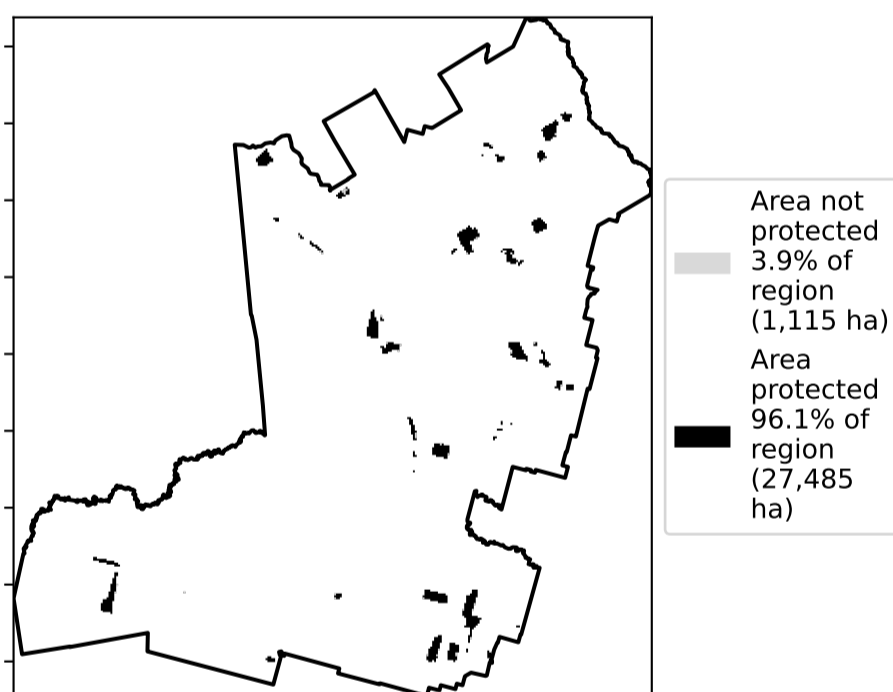 Area not
protected
3.9% of
region
(1,115 ha)
Area
protected
96.1% of
region
(27,485
ha)